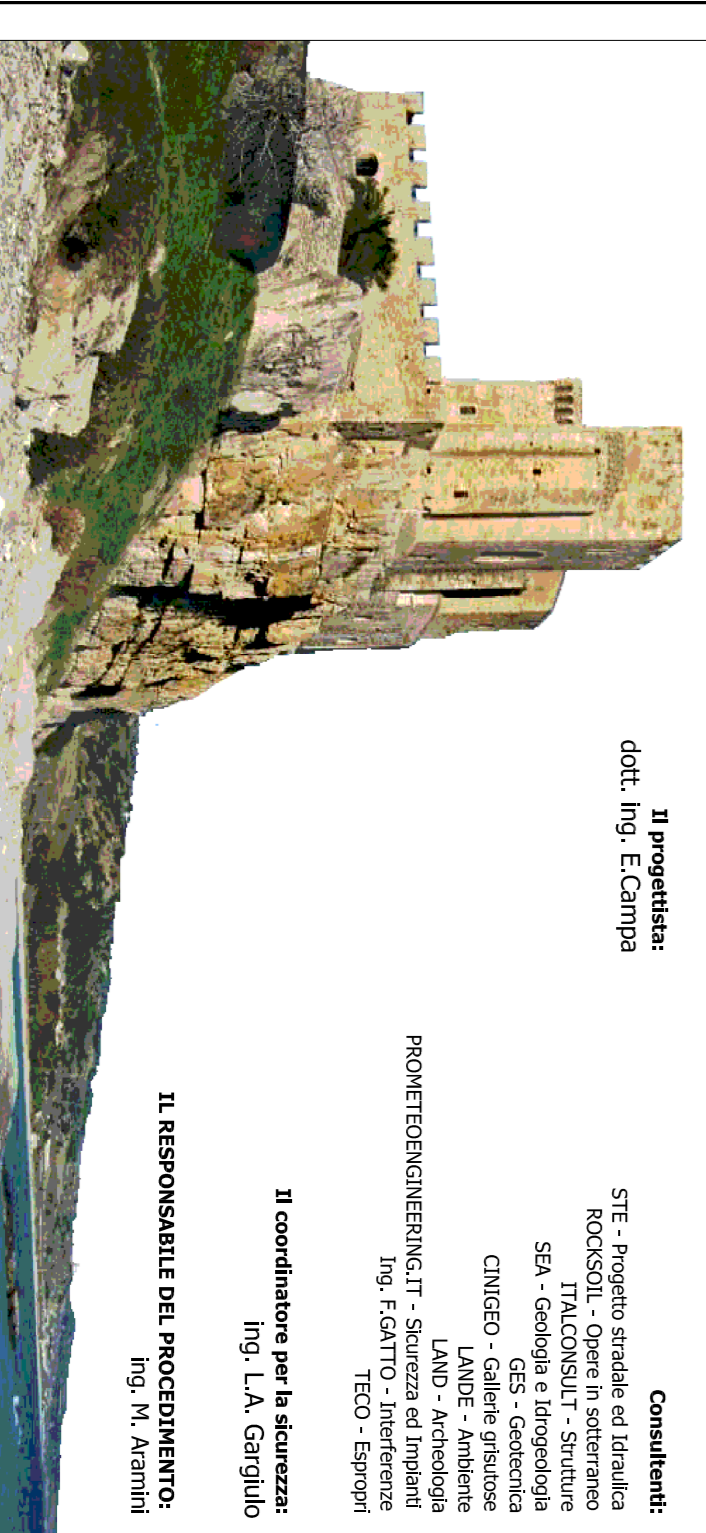 Il progettista:
dott. ing. E.Campa
Consultenti:
STE - Progetto stradale ed Idraulica
ROCKSOIL - Opere in sotterraneo
ITALCONSULT - Strutture
SEA - Geologia e Idrogeologia
GES - Geotecnica
CINIGEO - Gallerie grisutose
LANDE - Ambiente
LAND - Archeologia
PROMETEOENGINEERING.IT - Sicurezza ed Impianti
Ing. F.GATTO - Interferenze
TECO - Espropri
Il coordinatore per la sicurezza:
ing. L.A. Gargiulo
IL RESPONSABILE DEL PROCEDIMENTO:
ing. M. Aramini